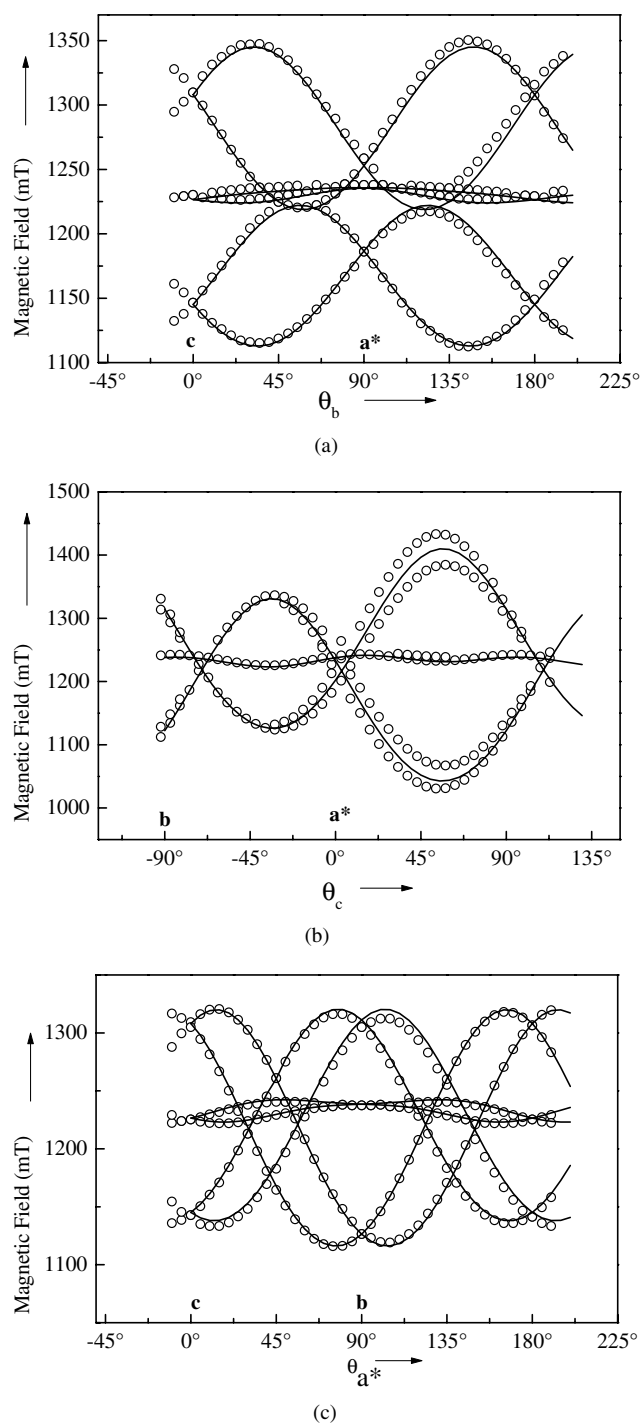 1350
1300
1250
1200
1150
1100
Magnetic Field (mT)
c
a*
-45° 0° 45° 90° 135° 180° 225°
θb
(a)
1500
1400
1300
1200
1100
1000
Magnetic Field (mT)
b
a*
-90° -45° 0° 45° 90° 135°
θc
(b)
1300
1200
1100
Magnetic Field (mT)
c
b
-45° 0° 45° 90° 135° 180° 225°
θa*
(c)